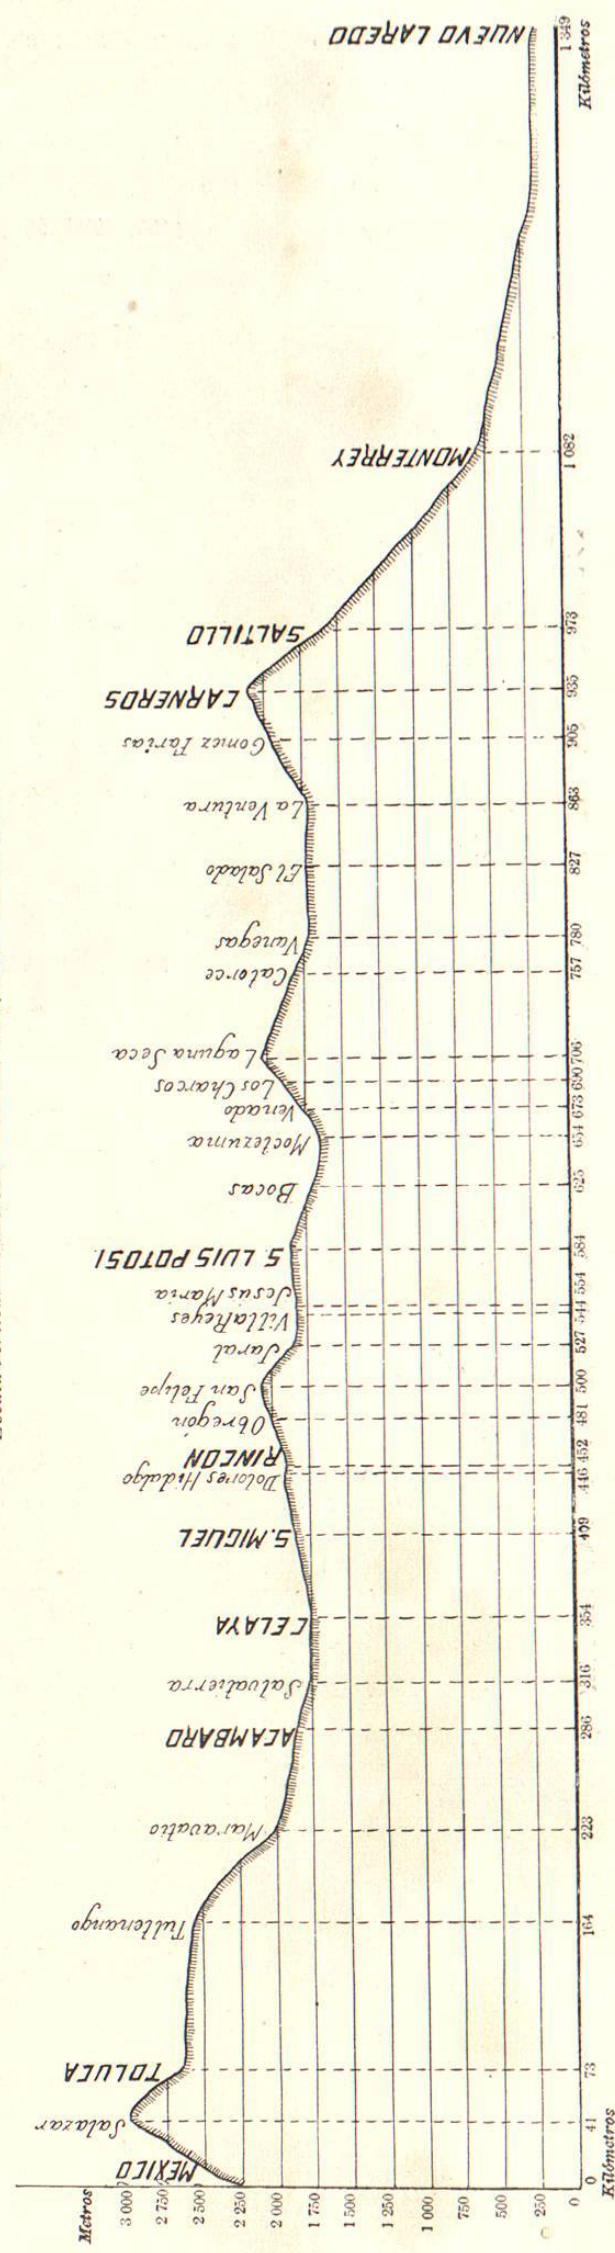 Metros
3 000
2 750
2 500
2 250
2 000
1 750
1 500
1 250
1 000
750
500
250
0
MEXICO
Salazar
TOLUCA
Tultenango
Maravatio
ACAMBARO
Salvatierra
CELAYA
S. MIGUEL
Dolores Hidalgo
RINCON
Obregón
San Felipe
Jaral
Villa Reyes
Jesus Maria
S. LUIS POTOSI.
Bocas
Moctezuma
Venado
Los Charcos
Laguna Seca
Catorce
Vanegas
El Salado
La Ventura
Gomez Farias
CARNEROS
SALTILLO
MONTERREY
NUEVO LAREDO
0
41
73
164
223
286
316
354
409
446
452
481
500
527
544
554
584
625
654
673
690
706
757
780
827
863
905
935
973
1 082
1 349
Kilómetros
Kilómetros